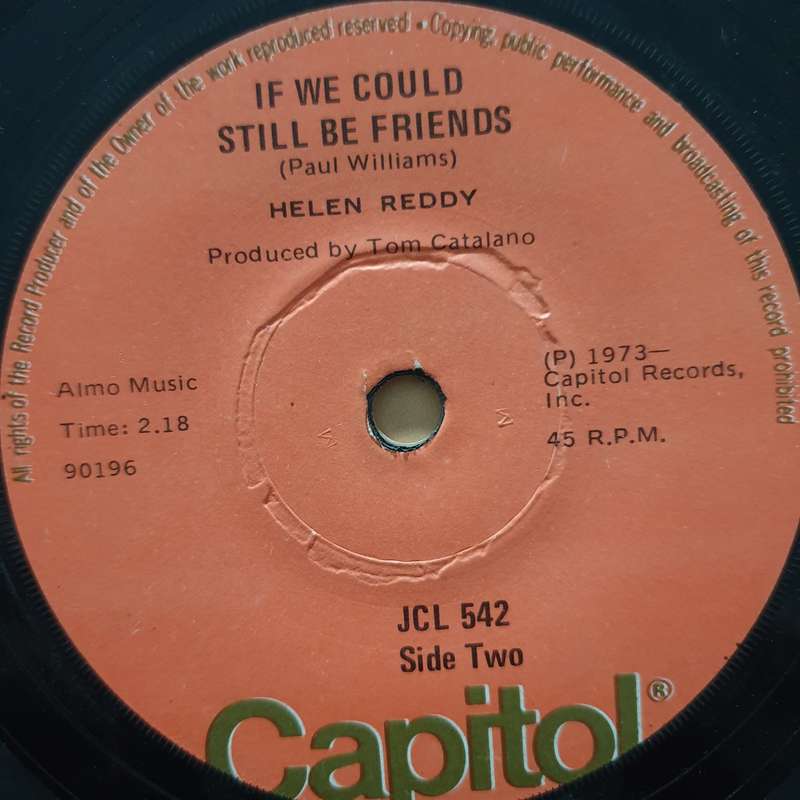 All rights of the Record Producer and of the Owner of the work reproduced reserved • Copying, public performance and broadcasting of this record prohibited
IF WE COULD
STILL BE FRIENDS
(Paul Williams)
HELEN REDDY
Produced by Tom Catalano
Almo Music
Time: 2.18
90196
(P) 1973—
Capitol Records,
Inc.
45 R.P.M.
M
M
JCL 542
Side Two
Capitol®